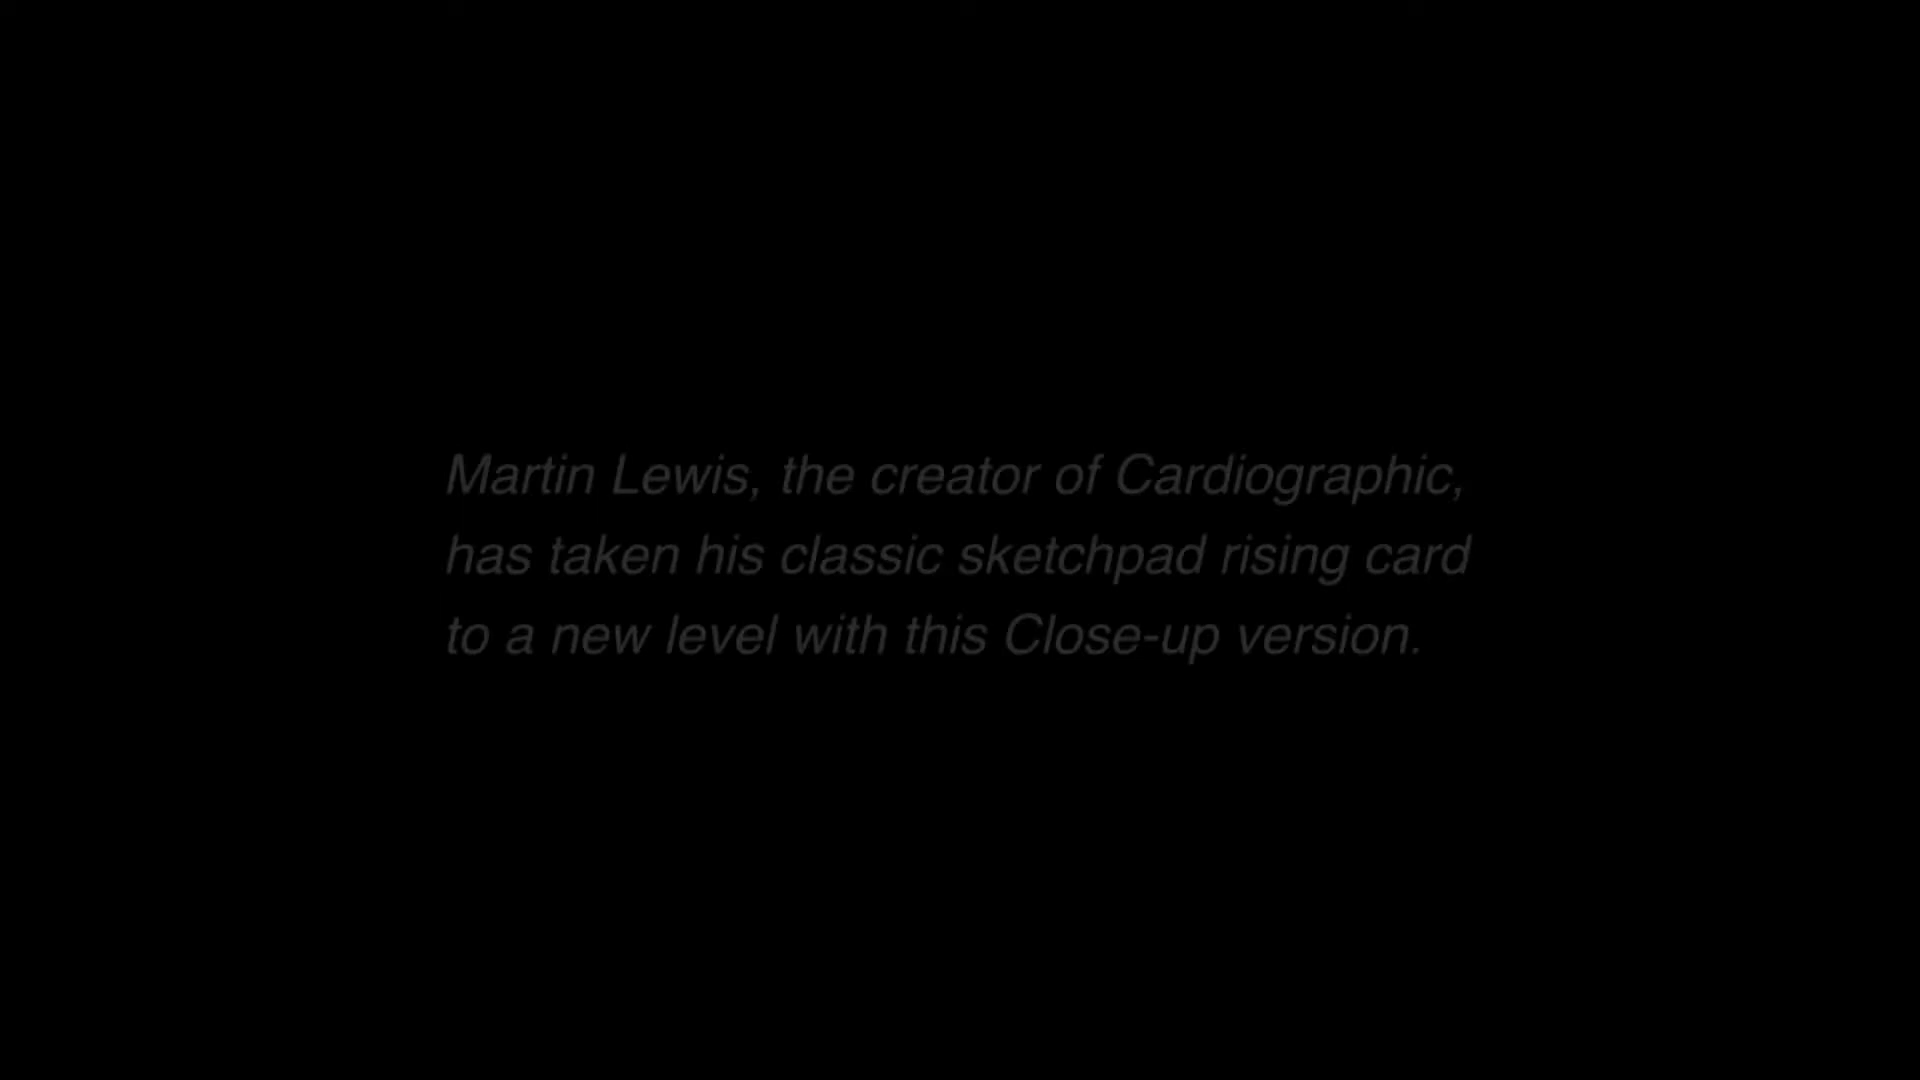 Martin Lewis, the creator of Cardiographic,
has taken his classic sketchpad rising card
to a new level with this Close-up version.